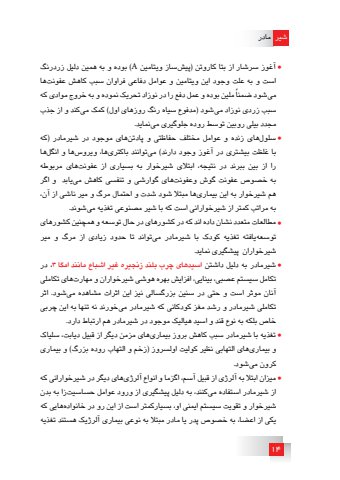 شیر مادر
● آغوز سرشار از بتا کاروتن (پیش‌ساز ویتامین A) بوده و به همین دلیل زردرنگ
است و به علت وجود این ویتامین و عوامل دفاعی فراوان سبب کاهش عفونت‌ها
می‌شود ضمناً ملین بوده و عمل دفع را در نوزاد تحریک نموده و به خروج موادی که
سبب زردی نوزاد می‌شود (مدفوع سیاه رنگ روزهای اول) کمک می‌کند و از جذب
مجدد بیلی روبین توسط روده جلوگیری می‌نماید.
● سلول‌های زنده و عوامل مختلف حفاظتی و پادتن‌های موجود در شیرمادر (که
با غلظت بیشتری در آغوز وجود دارند) می‌توانند باکتری‌ها، ویروس‌ها و انگل‌ها
را از بین ببرند در نتیجه، ابتلای شیرخوار به بسیاری از عفونت‌های مربوطه
به خصوص عفونت گوش وعفونت‌های گوارشی و تنفسی کاهش می‌یابد و اگر
هم شیرخوار به این بیماری‌ها مبتلا شود شدت و احتمال مرگ و میر ناشی از آن،
به مراتب کمتر از شیرخوارانی است که با شیر مصنوعی تغذیه می‌شوند.
● مطالعات متعدد نشان داده اند که در کشورهای در حال توسعه و همچنین کشورهای
توسعه‌یافته تغذیه کودک با شیرمادر می‌تواند تا حدود زیادی از مرگ و میر
شیرخواران پیشگیری نماید.
● شیرمادر به دلیل داشتن اسیدهای چرب بلند زنجیره غیر اشباع مانند امگا ۳، در
تکامل سیستم عصبی، بینایی، افزایش بهره هوشی شیرخواران و مهارت‌های تکاملی
آنان موثر است و حتی در سنین بزرگسالی نیز این اثرات مشاهده می‌شود. اثر
تکاملی شیرمادر و رشد مغز کودکانی که شیرمادر می‌خورند نه تنها به این چربی
خاص بلکه به نوع قند و اسید هیالیک موجود در شیرمادر هم ارتباط دارد.
● تغذیه با شیرمادر سبب کاهش بروز بیماری‌های مزمن دیگر از قبیل دیابت، سلیاک
و بیماری‌های التهابی نظیر کولیت اولسروز (زخم و التهاب روده بزرگ) و بیماری
کرون می‌شود.
● میزان ابتلا به آلرژی از قبیل آسم، اگزما و انواع آلرژی‌های دیگر در شیرخوارانی که
از شیرمادر استفاده می‌کنند، به دلیل پیشگیری از ورود عوامل حساسیت‌زا به بدن
شیرخوار و تقویت سیستم ایمنی او، بسیارکمتر است از این رو در خانواده‌هایی که
یکی از اعضا، به خصوص پدر یا مادر مبتلا به نوعی بیماری آلرژیک هستند تغذیه
۱۴